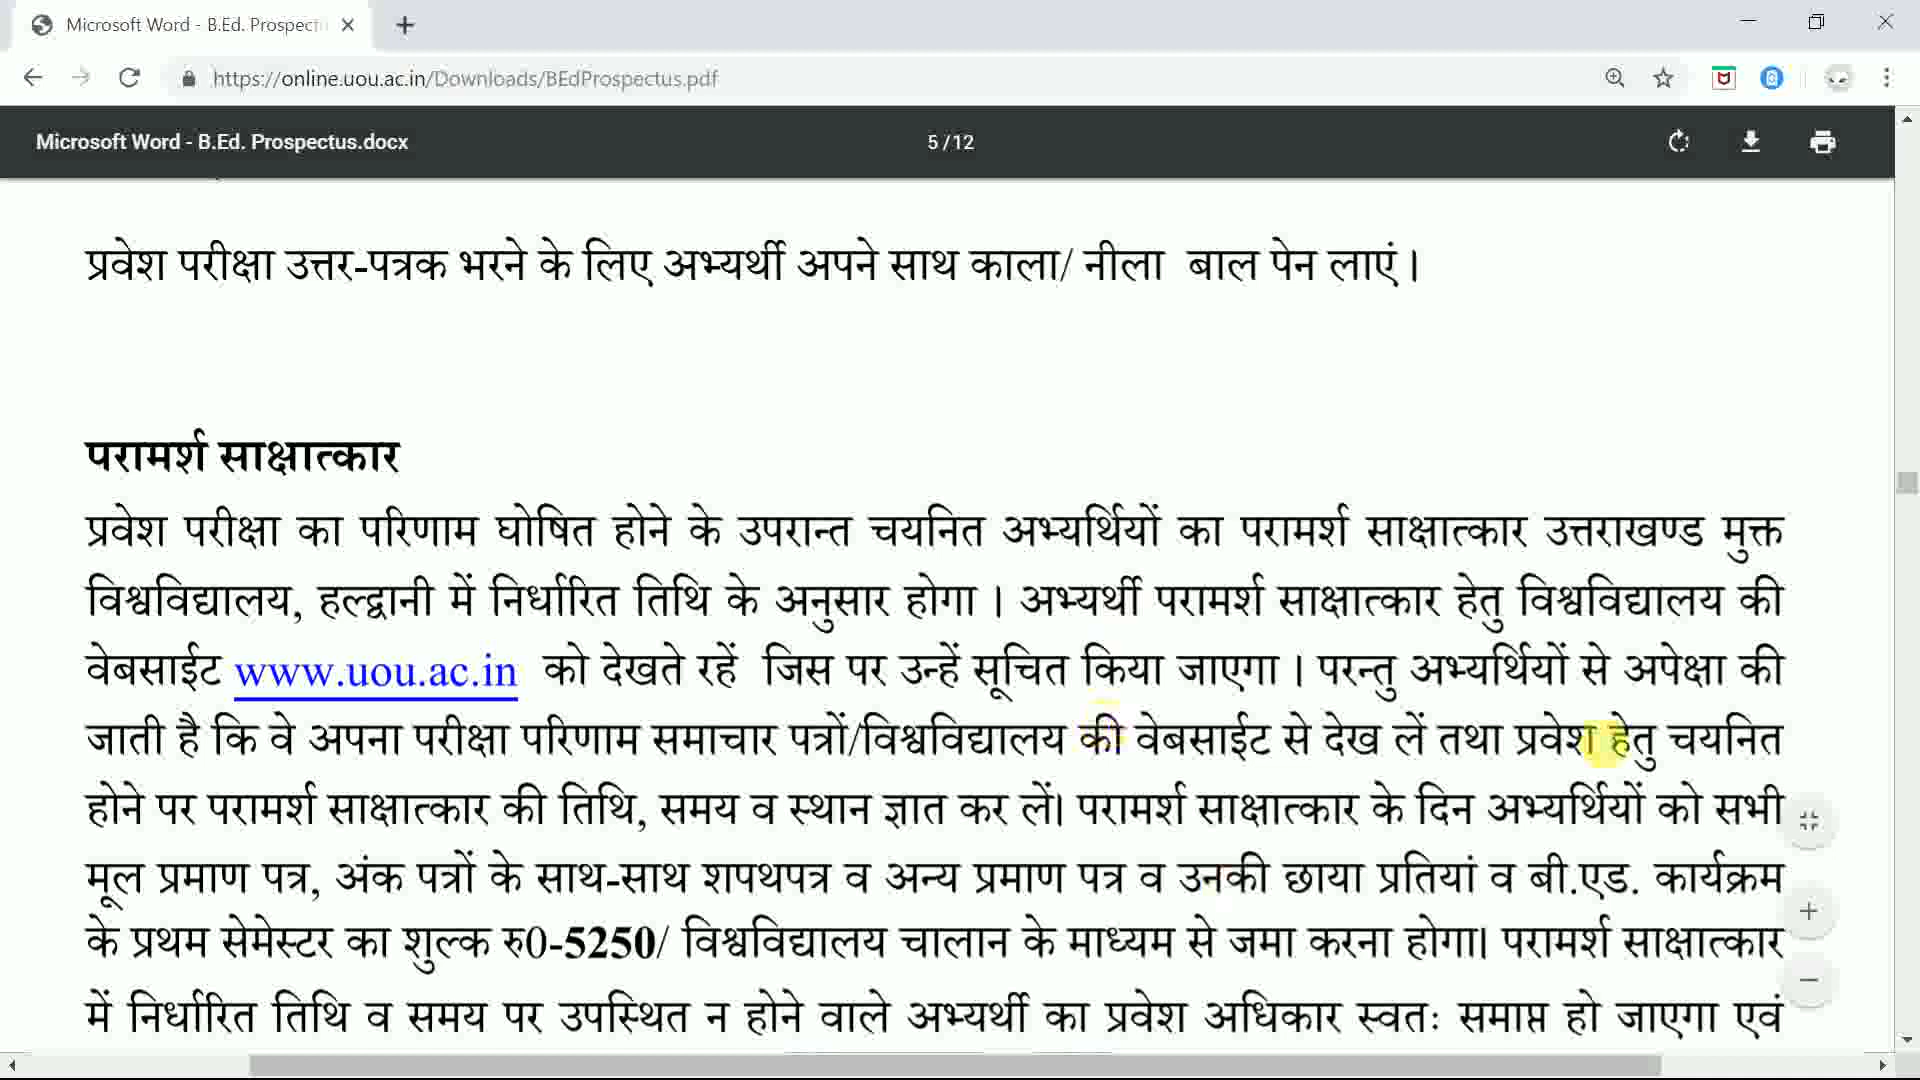 Microsoft Word - B.Ed. Prospect
https://online.uou.ac.in/Downloads/BEdProspectus.pdf
Microsoft Word - B.Ed. Prospectus.docx
5 / 12
प्रवेश परीक्षा उत्तर-पत्रक भरने के लिए अभ्यर्थी अपने साथ काला/ नीला बाल पेन लाएं।
परामर्श साक्षात्कार
प्रवेश परीक्षा का परिणाम घोषित होने के उपरान्त चयनित अभ्यर्थियों का परामर्श साक्षात्कार उत्तराखण्ड मुक्त
विश्वविद्यालय, हल्द्वानी में निर्धारित तिथि के अनुसार होगा । अभ्यर्थी परामर्श साक्षात्कार हेतु विश्वविद्यालय की
वेबसाईट www.uou.ac.in को देखते रहें जिस पर उन्हें सूचित किया जाएगा । परन्तु अभ्यर्थियों से अपेक्षा की
जाती है कि वे अपना परीक्षा परिणाम समाचार पत्रों/विश्वविद्यालय की वेबसाईट से देख लें तथा प्रवेश हेतु चयनित
होने पर परामर्श साक्षात्कार की तिथि, समय व स्थान ज्ञात कर लें। परामर्श साक्षात्कार के दिन अभ्यर्थियों को सभी
मूल प्रमाण पत्र, अंक पत्रों के साथ-साथ शपथपत्र व अन्य प्रमाण पत्र व उनकी छाया प्रतियां व बी.एड. कार्यक्रम
के प्रथम सेमेस्टर का शुल्क रु0-5250/ विश्वविद्यालय चालान के माध्यम से जमा करना होगा। परामर्श साक्षात्कार
में निर्धारित तिथि व समय पर उपस्थित न होने वाले अभ्यर्थी का प्रवेश अधिकार स्वतः समाप्त हो जाएगा एवं